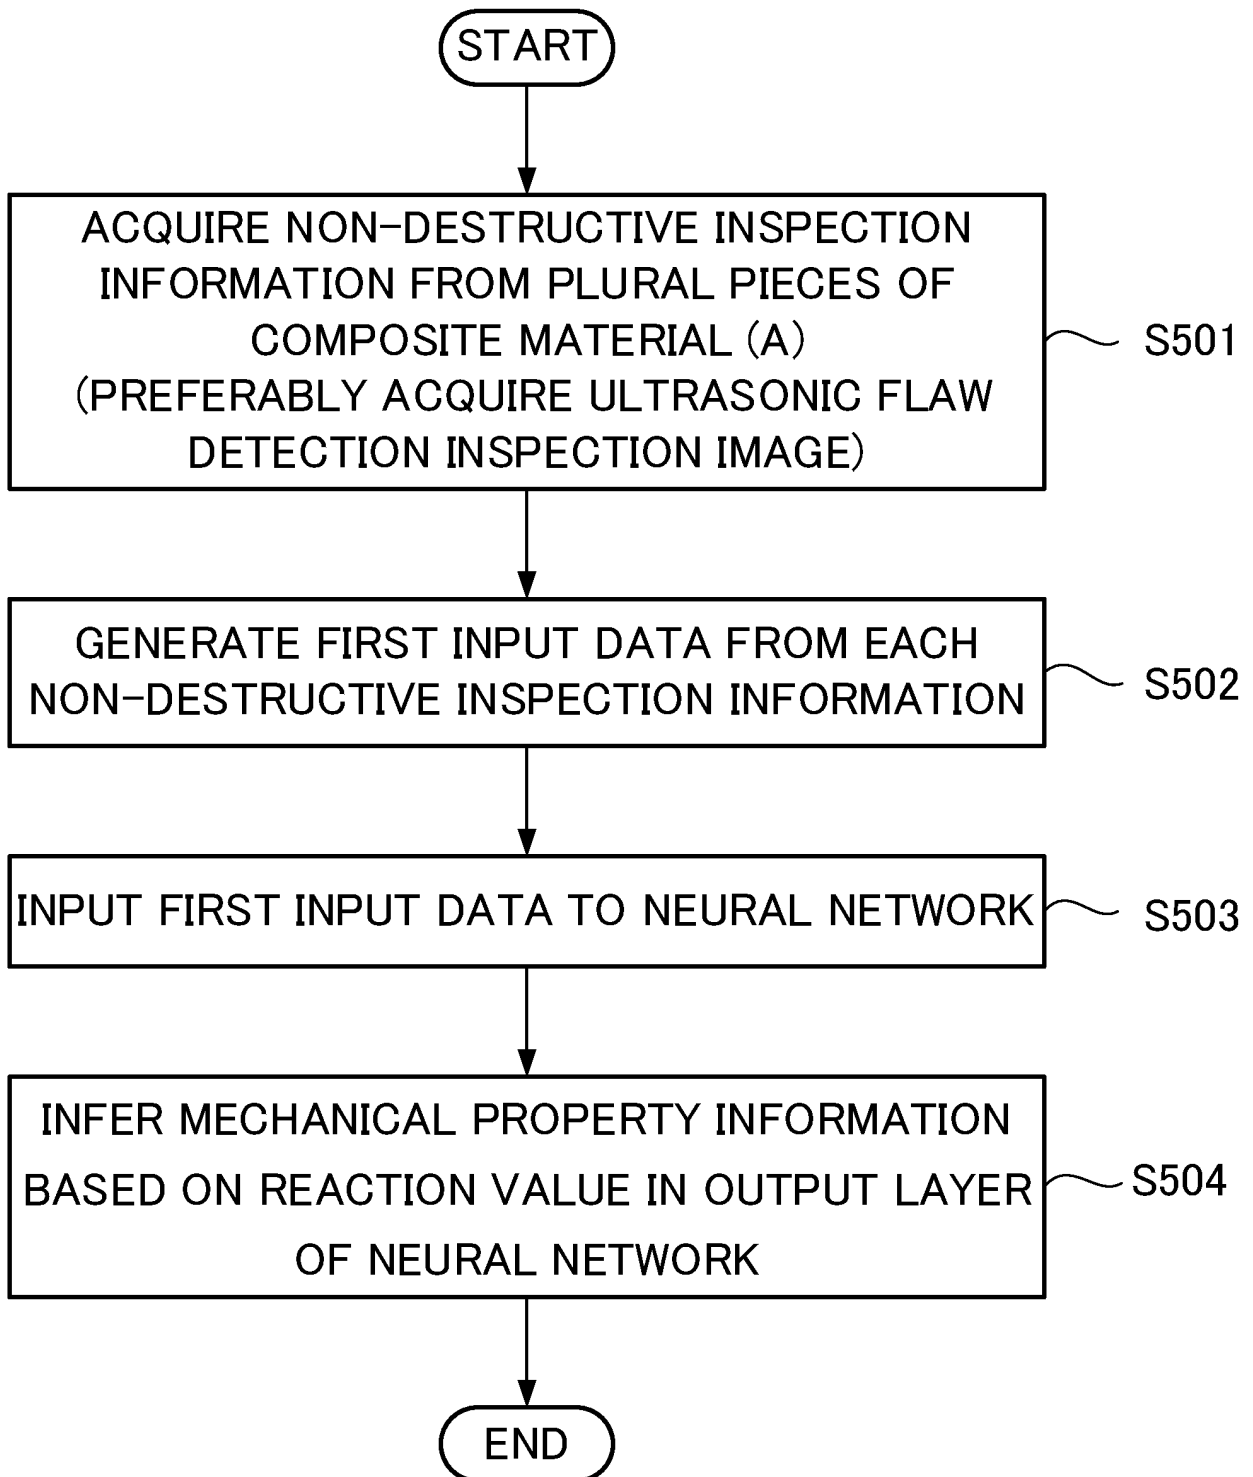 START
ACQUIRE NON-DESTRUCTIVE INSPECTION
INFORMATION FROM PLURAL PIECES OF
COMPOSITE MATERIAL (A)
(PREFERABLY ACQUIRE ULTRASONIC FLAW
DETECTION INSPECTION IMAGE)
S501
GENERATE FIRST INPUT DATA FROM EACH
NON-DESTRUCTIVE INSPECTION INFORMATION
S502
INPUT FIRST INPUT DATA TO NEURAL NETWORK
S503
INFER MECHANICAL PROPERTY INFORMATION
BASED ON REACTION VALUE IN OUTPUT LAYER
OF NEURAL NETWORK
S504
END